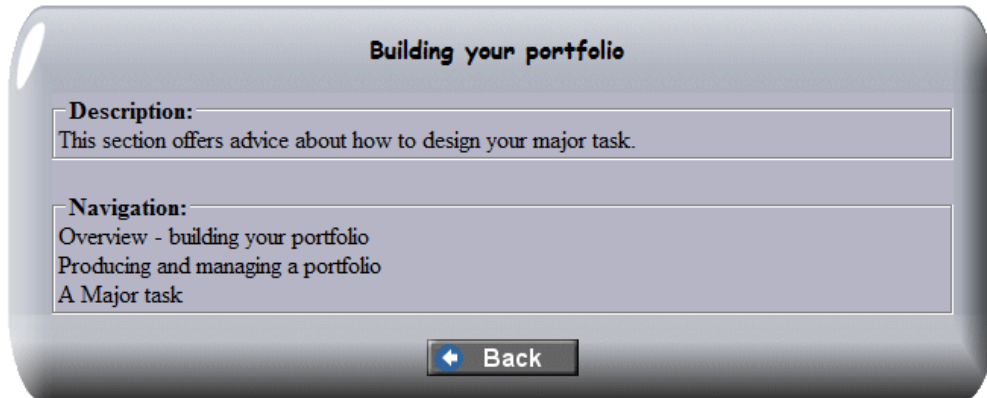 Building your portfolio
Description:
This section offers advice about how to design your major task.
Navigation:
Overview - building your portfolio
Producing and managing a portfolio
A Major task
Back